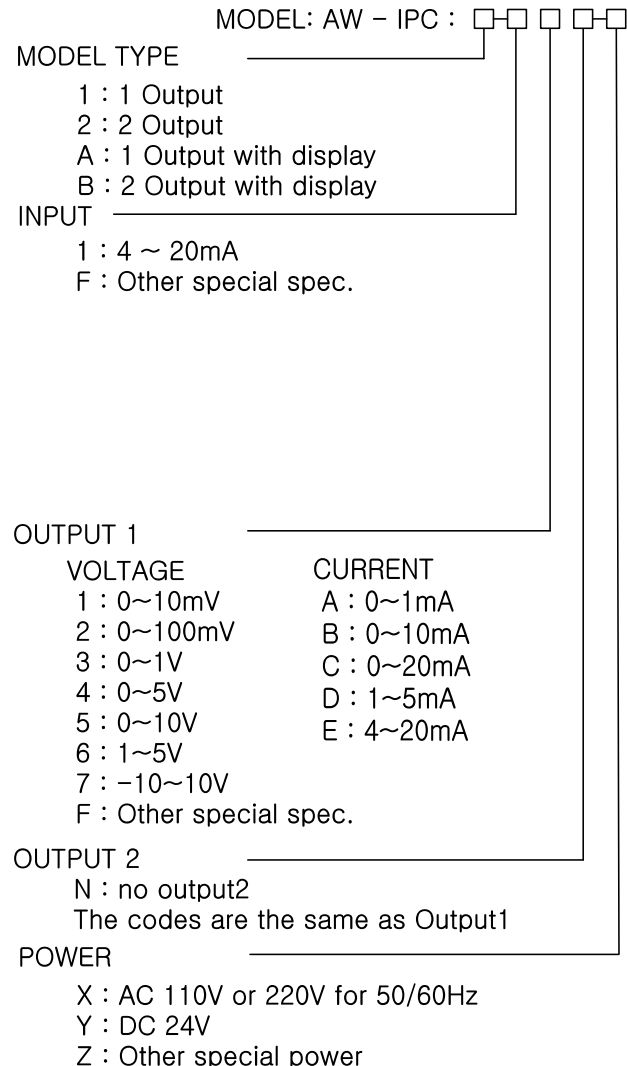 MODEL: AW - IPC : □-□ □ □-□
MODEL TYPE
1 : 1 Output
2 : 2 Output
A : 1 Output with display
B : 2 Output with display
INPUT
1 : 4 ~ 20mA
F : Other special spec.
OUTPUT 1
VOLTAGE
1 : 0~10mV
2 : 0~100mV
3 : 0~1V
4 : 0~5V
5 : 0~10V
6 : 1~5V
7 : -10~10V
F : Other special spec.
CURRENT
A : 0~1mA
B : 0~10mA
C : 0~20mA
D : 1~5mA
E : 4~20mA
OUTPUT 2
N : no output2
The codes are the same as Output1
POWER
X : AC 110V or 220V for 50/60Hz
Y : DC 24V
Z : Other special power